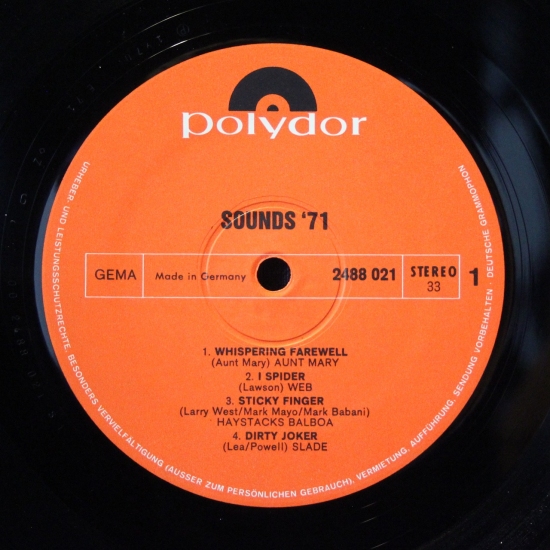 polydor
SOUNDS '71
GEMA
Made in Germany
2488 021
STEREO
33
1
1. WHISPERING FAREWELL
(Aunt Mary) AUNT MARY
2. I SPIDER
(Lawson) WEB
3. STICKY FINGER
(Larry West/Mark Mayo/Mark Babani)
HAYSTACKS BALBOA
4. DIRTY JOKER
(Lea/Powell) SLADE
URHEBER- UND LEISTUNGSSCHUTZRECHTE. BESONDERS VERVIELFÄLTIGUNG (AUSSER ZUM PERSÖNLICHEN GEBRAUCH), VERMIETUNG, AUFFÜHRUNG, SENDUNG VORBEHALTEN · DEUTSCHE GRAMMOPHON